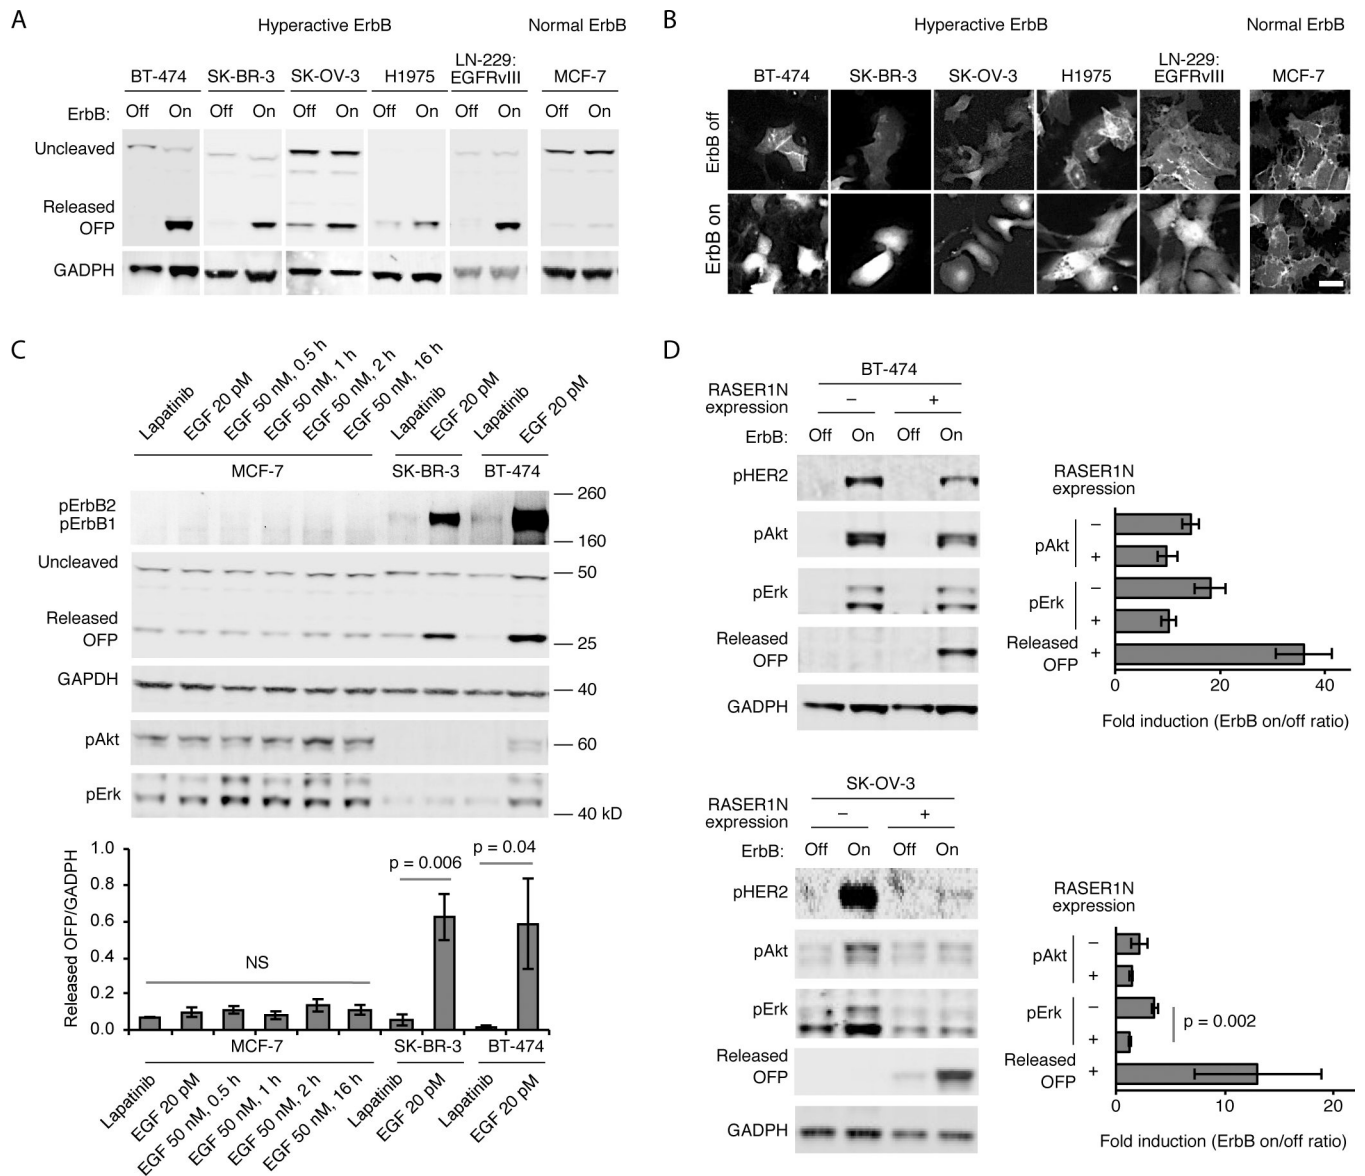 A
Hyperactive ErbB
Normal ErbB
BT-474
SK-BR-3
SK-OV-3
H1975
LN-229:
EGFRvIII
MCF-7
ErbB:
Off
On
Off
On
Off
On
Off
On
Off
On
Off
On
Uncleaved
Released
OFP
GADPH
B
Hyperactive ErbB
Normal ErbB
BT-474
SK-BR-3
SK-OV-3
H1975
LN-229:
EGFRvIII
MCF-7
ErbB off
ErbB on
C
Lapatinib
EGF 20 pM
EGF 50 nM, 0.5 h
EGF 50 nM, 1 h
EGF 50 nM, 2 h
EGF 50 nM, 16 h
Lapatinib
EGF 20 pM
Lapatinib
EGF 20 pM
MCF-7
SK-BR-3
BT-474
pErbB2
pErbB1
260
160
Uncleaved
50
Released
OFP
25
GAPDH
40
pAkt
60
pErk
40 kD
Released OFP/GADPH
1.0
0.8
0.6
0.4
0.2
0.0
NS
p = 0.006
p = 0.04
MCF-7
SK-BR-3
BT-474
Lapatinib
EGF 20 pM
EGF 50 nM, 0.5 h
EGF 50 nM, 1 h
EGF 50 nM, 2 h
EGF 50 nM, 16 h
Lapatinib
EGF 20 pM
Lapatinib
EGF 20 pM
D
BT-474
RASER1N
expression
−
+
ErbB:
Off
On
Off
On
pHER2
pAkt
pErk
Released
OFP
GADPH
RASER1N
expression
pAkt
−
+
pErk
−
+
Released
OFP
+
0
20
40
Fold induction (ErbB on/off ratio)
SK-OV-3
RASER1N
expression
−
+
ErbB:
Off
On
Off
On
pHER2
pAkt
pErk
Released
OFP
GADPH
RASER1N
expression
pAkt
−
+
pErk
−
+
p = 0.002
Released
OFP
+
0
10
20
Fold induction (ErbB on/off ratio)